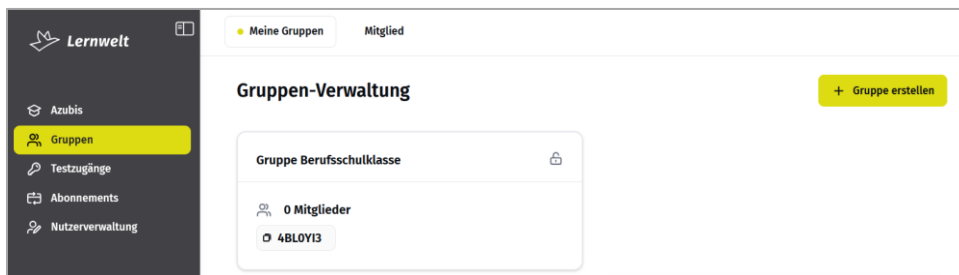 Lernwelt
Azubis
Gruppen
Testzugänge
Abonnements
Nutzerverwaltung
Meine Gruppen Mitglied
Gruppen-Verwaltung
+ Gruppe erstellen
Gruppe Berufsschulklasse
0 Mitglieder
4BL0YI3